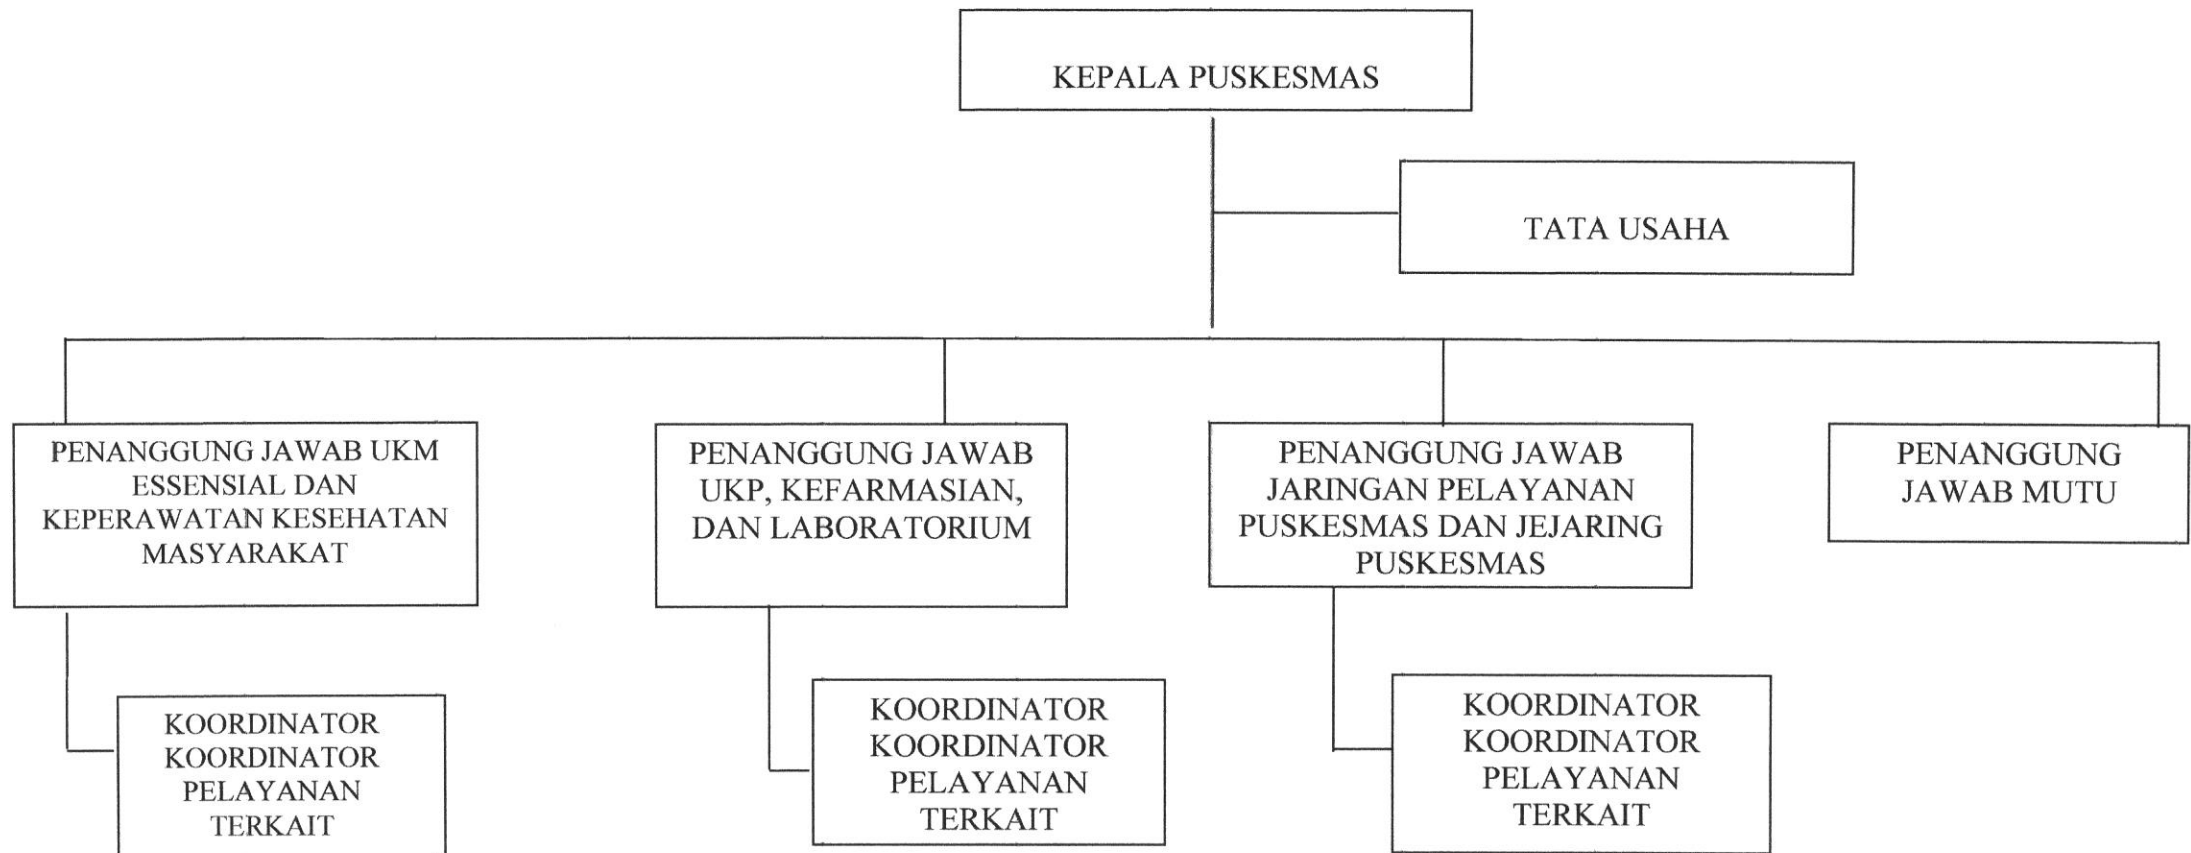 KEPALA PUSKESMAS
TATA USAHA
PENANGGUNG JAWAB UKM
ESSENSIAL DAN
KEPERAWATAN KESEHATAN
MASYARAKAT
PENANGGUNG JAWAB
UKP, KEFARMASIAN,
DAN LABORATORIUM
PENANGGUNG JAWAB
JARINGAN PELAYANAN
PUSKESMAS DAN JEJARING
PUSKESMAS
PENANGGUNG
JAWAB MUTU
KOORDINATOR
KOORDINATOR
PELAYANAN
TERKAIT
KOORDINATOR
KOORDINATOR
PELAYANAN
TERKAIT
KOORDINATOR
KOORDINATOR
PELAYANAN
TERKAIT